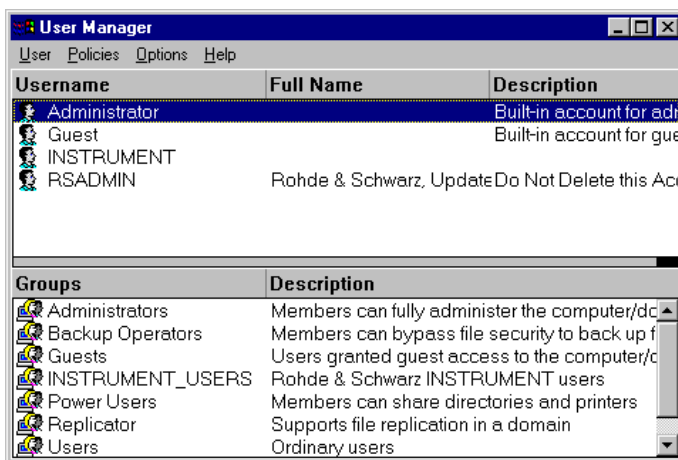 User Manager
User Policies Options Help
Username Full Name Description
Administrator Built-in account for adr
Guest Built-in account for gue
INSTRUMENT
RSADMIN Rohde & Schwarz, Update Do Not Delete this Acc
Groups Description
Administrators Members can fully administer the computer/do
Backup Operators Members can bypass file security to back up f
Guests Users granted guest access to the computer/c
INSTRUMENT_USERS Rohde & Schwarz INSTRUMENT users
Power Users Members can share directories and printers
Replicator Supports file replication in a domain
Users Ordinary users